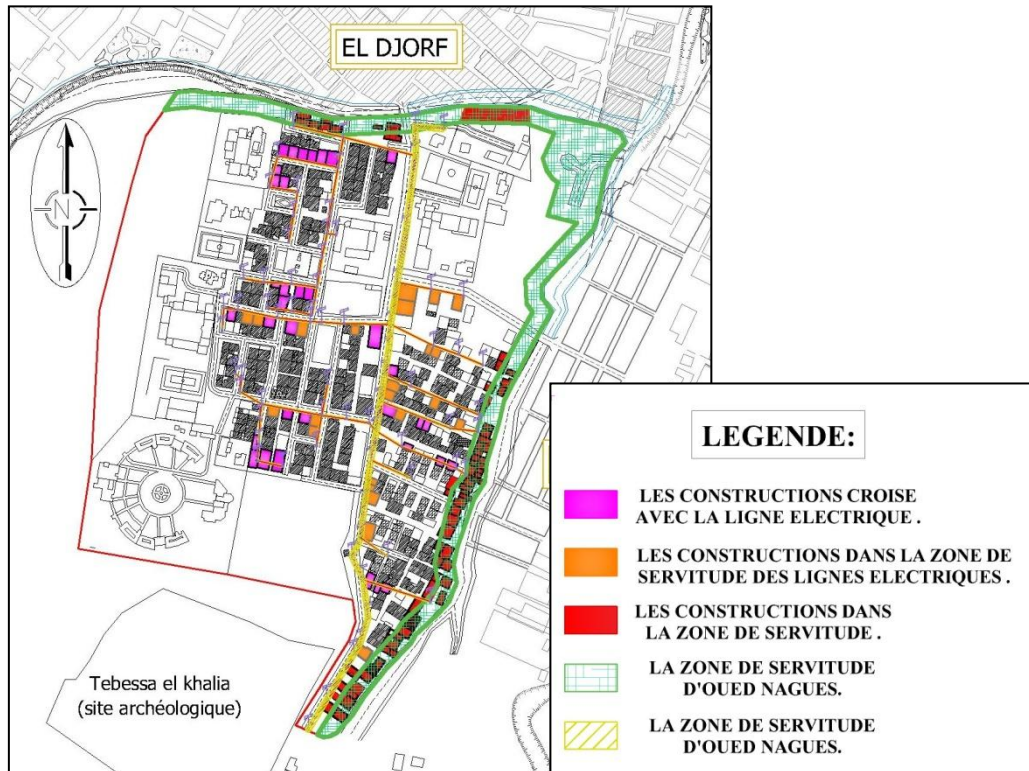 EL DJORF
N
Tebessa el khalia
(site archéologique)
LEGENDE:
LES CONSTRUCTIONS CROISE
AVEC LA LIGNE ELECTRIQUE .
LES CONSTRUCTIONS DANS LA ZONE DE
SERVITUDE DES LIGNES ELECTRIQUES .
LES CONSTRUCTIONS DANS
LA ZONE DE SERVITUDE .
LA ZONE DE SERVITUDE
D'OUED NAGUES.
LA ZONE DE SERVITUDE
D'OUED NAGUES.